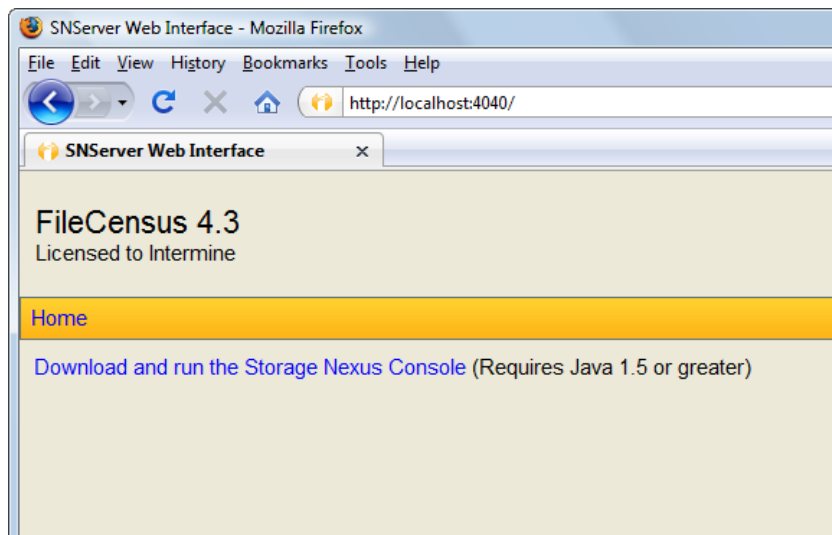 SNServer Web Interface - Mozilla Firefox
File Edit View History Bookmarks Tools Help
http://localhost:4040/
SNServer Web Interface
FileCensus 4.3
Licensed to Intermine
Home
Download and run the Storage Nexus Console (Requires Java 1.5 or greater)